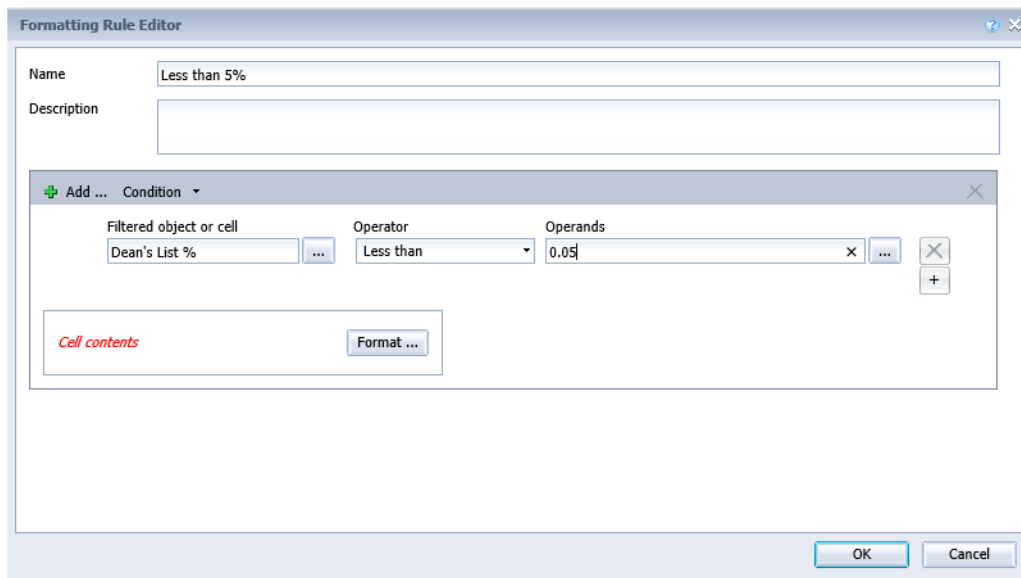 Formatting Rule Editor
Name
Less than 5%
Description
Add ... Condition
Filtered object or cell Operator Operands
Dean's List % ... Less than 0.05 ...
+
Cell contents Format ...
OK Cancel